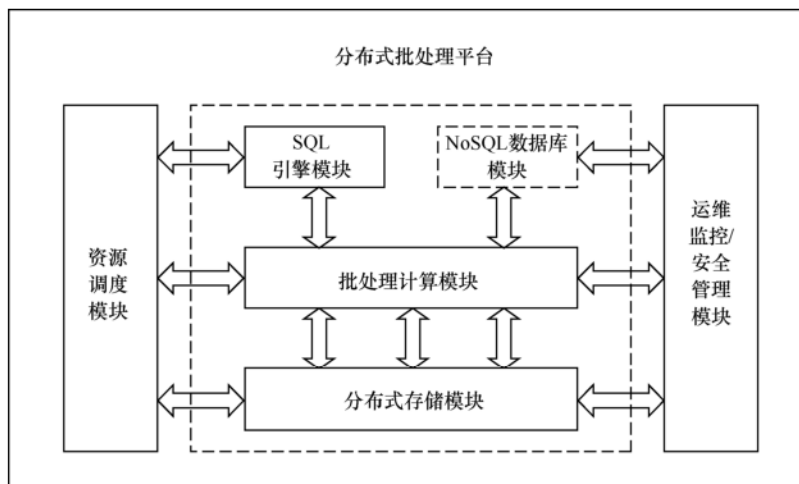 分布式批处理平台
SQL
引擎模块
NoSQL数据库
模块
资源
调度
模块
批处理计算模块
运维
监控/
安全
管理
模块
分布式存储模块